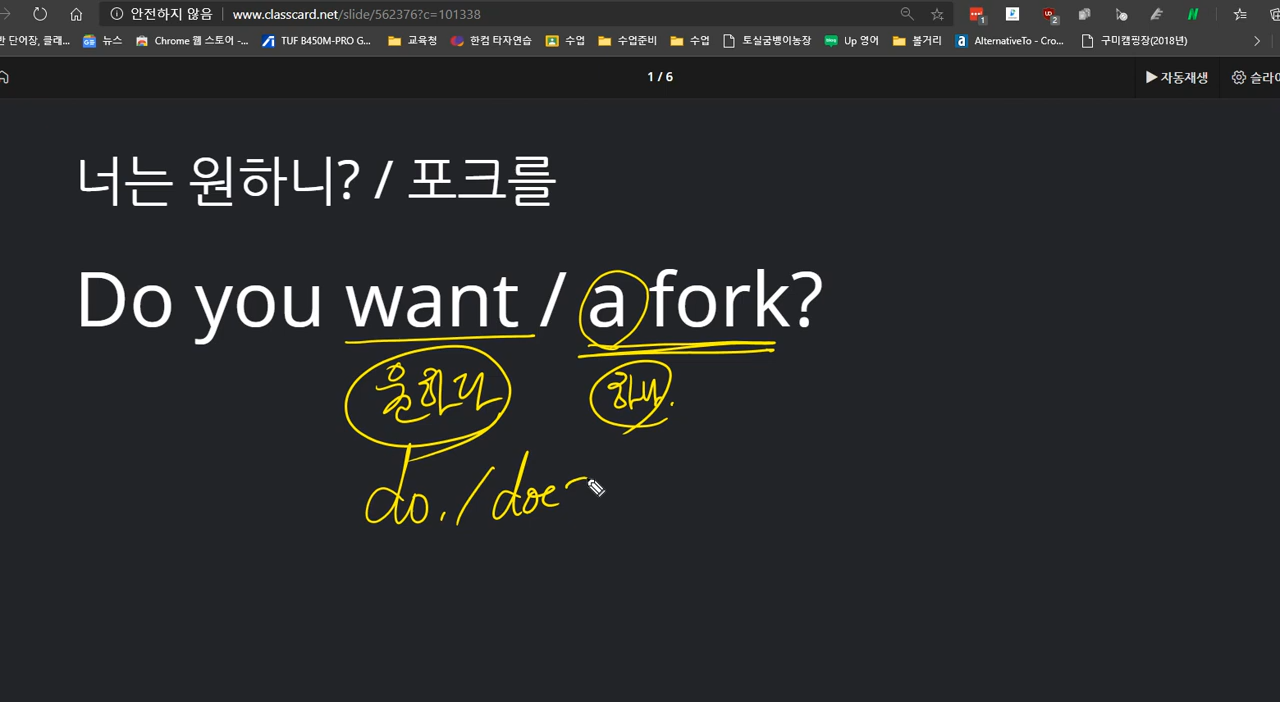 안전하지 않음 www.classcard.net/slide/562376?c=101338
반 단어장, 클래... 뉴스 Chrome 웹 스토어 -... TUF B450M-PRO G... 교육청 한컴 타자연습 수업 수업준비 수업 토실궁뱅이농장 Up 영어 볼거리 AlternativeTo - Cro... 구미캠핑장(2018년)
1 / 6 자동재생 슬라이
너는 원하니? / 포크를
Do you want / a fork?
원하다 하나.
do. / doe